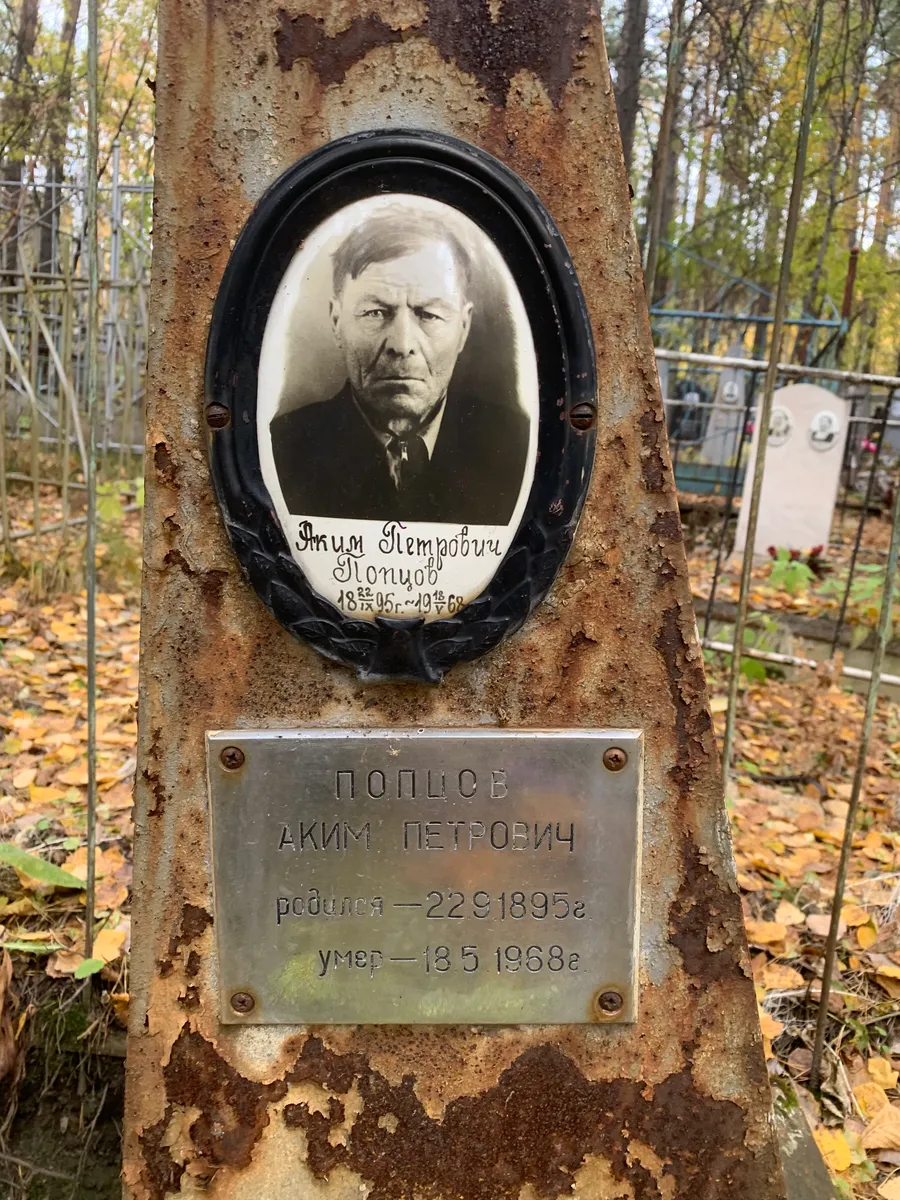 Аким Петрович
Попцов
18 22/IX 95г.~19 18/V 68
ПОПЦОВ
АКИМ ПЕТРОВИЧ
родился — 22 9 1895г.
умер — 18 5 1968г.